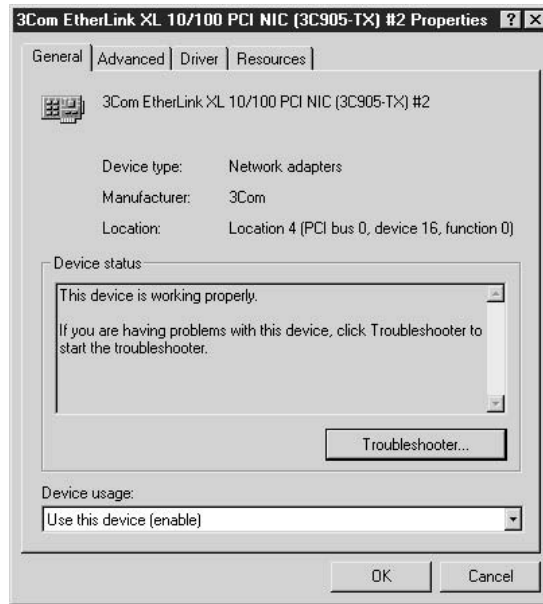 3Com EtherLink XL 10/100 PCI NIC (3C905-TX) #2 Properties
General Advanced Driver Resources
3Com EtherLink XL 10/100 PCI NIC (3C905-TX) #2
Device type: Network adapters
Manufacturer: 3Com
Location: Location 4 (PCI bus 0, device 16, function 0)
Device status
This device is working properly.
If you are having problems with this device, click Troubleshooter to
start the troubleshooter.
Troubleshooter...
Device usage:
Use this device (enable)
OK Cancel